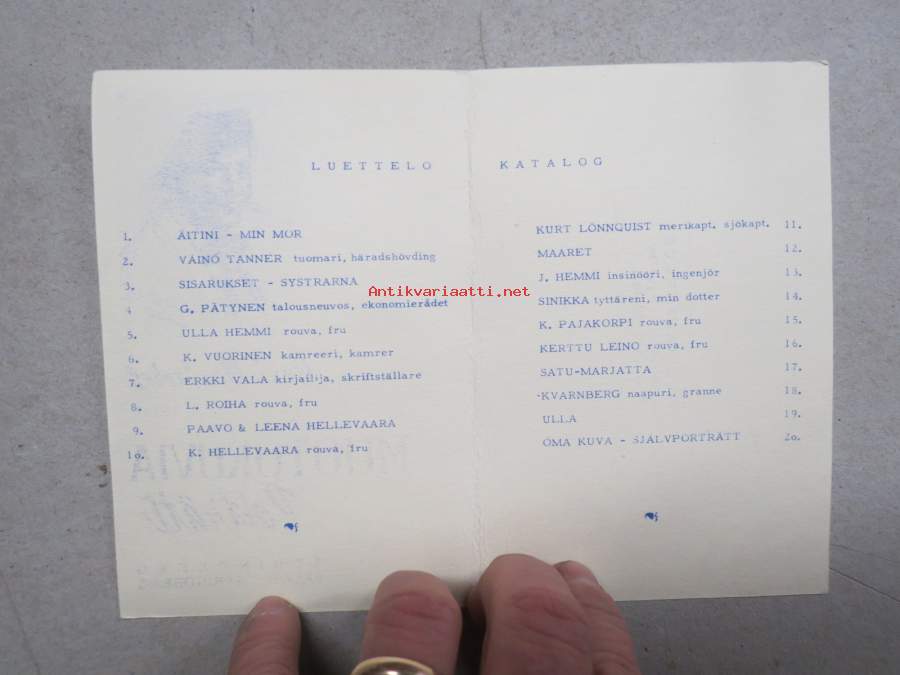 LUETTELO
1. ÄITINI - MIN MOR
2. VÄINÖ TANNER tuomari, häradshövding
3. SISARUKSET - SYSTRARNA
4 G. PÄTYNEN talousneuvos, ekonomierådet
5. ULLA HEMMI rouva, fru
6. K. VUORINEN kamreeri, kamrer
7. ERKKI VALA kirjailija, skriftställare
8. L. ROIHA rouva, fru
9. PAAVO & LEENA HELLEVAARA
1o. K. HELLEVAARA rouva, fru
KATALOG
KURT LÖNNQUIST merikapt. sjökapt. 11.
MAARET 12.
J. HEMMI insinööri, ingenjör 13.
SINIKKA tyttäreni, min dotter 14.
K. PAJAKORPI rouva, fru 15.
KERTTU LEINO rouva, fru 16.
SATU-MARJATTA 17.
KVARNBERG naapuri, granne 18.
ULLA 19.
OMA KUVA - SJÄLVPORTRÄTT 2o.
Antikvariaatti.net